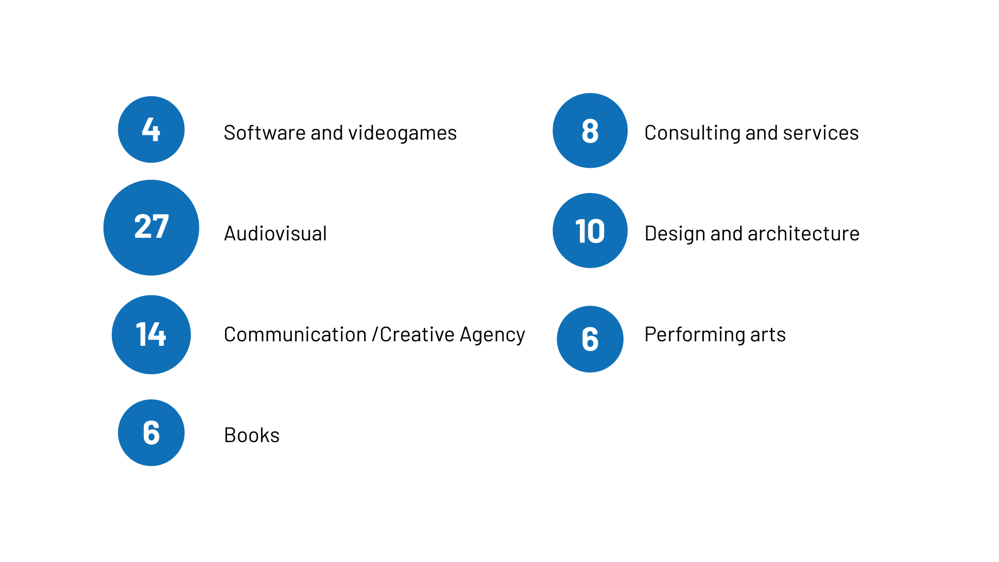 4 Software and videogames
27 Audiovisual
14 Communication /Creative Agency
6 Books
8 Consulting and services
10 Design and architecture
6 Performing arts